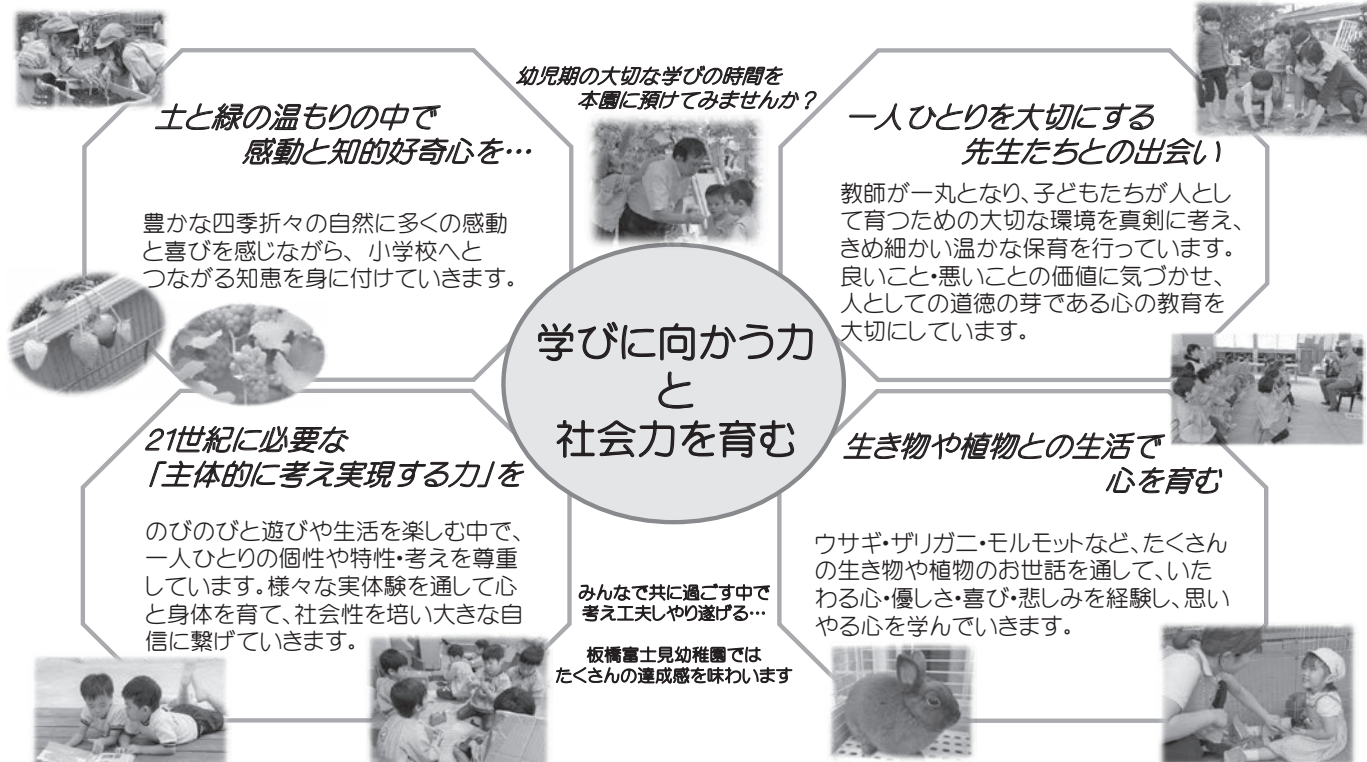 幼児期の大切な学びの時間を
本園に預けてみませんか？
土と緑の温もりの中で
感動と知的好奇心を…
豊かな四季折々の自然に多くの感動
と喜びを感じながら、小学校へと
つながる知恵を身に付けていきます。
一人ひとりを大切にする
先生たちとの出会い
教師が一丸となり、子どもたちが人とし
て育つための大切な環境を真剣に考え、
きめ細かい温かな保育を行っています。
良いこと・悪いことの価値に気づかせ、
人としての道徳の芽である心の教育を
大切にしています。
学びに向かう力
と
社会力を育む
21世紀に必要な
「主体的に考え実現する力」を
のびのびと遊びや生活を楽しむ中で、
一人ひとりの個性や特性・考えを尊重
しています。様々な実体験を通して心
と身体を育て、社会性を培い大きな自
信に繋げていきます。
生き物や植物との生活で
心を育む
ウサギ・ザリガニ・モルモットなど、たくさん
の生き物や植物のお世話を通して、いた
わる心・優しさ・喜び・悲しみを経験し、思い
やる心を学んでいきます。
みんなで共に過ごす中で
考え工夫しやり遂げる…
板橋富士見幼稚園では
たくさんの達成感を味わいます